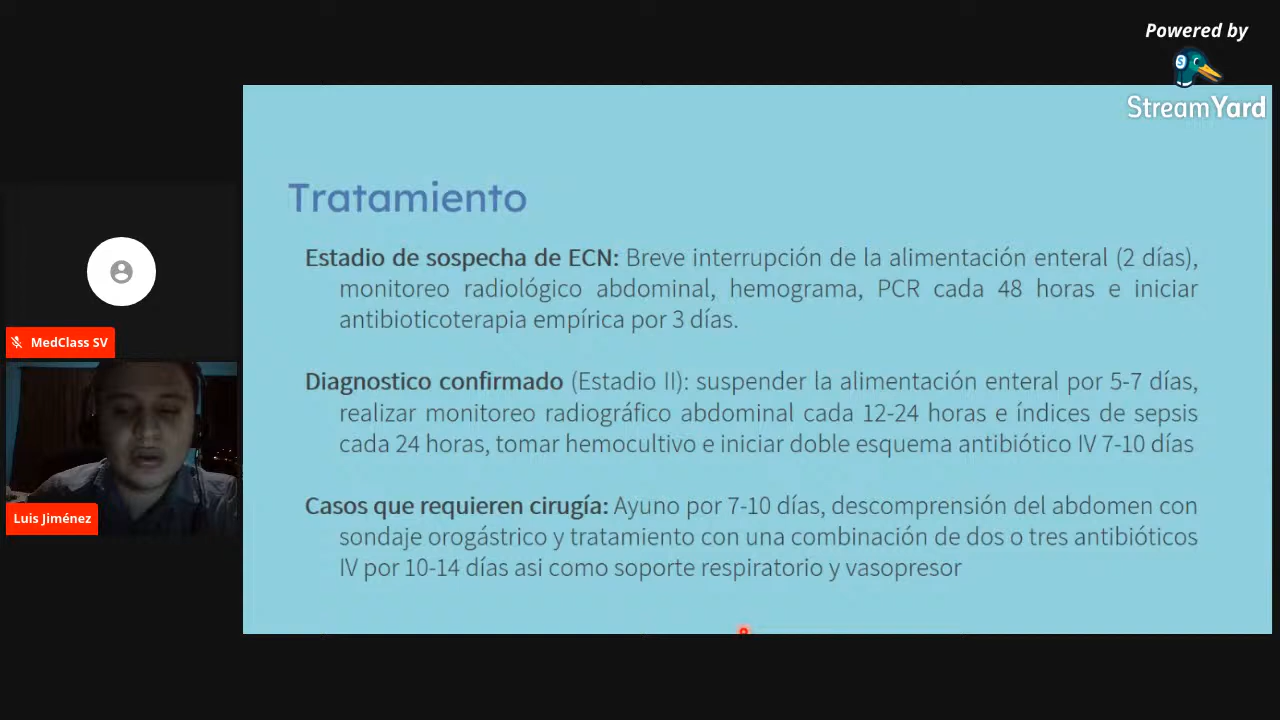 Powered by
StreamYard
Tratamiento
Estadio de sospecha de ECN: Breve interrupción de la alimentación enteral (2 días),
monitoreo radiológico abdominal, hemograma, PCR cada 48 horas e iniciar
antibioticoterapia empírica por 3 días.
Diagnostico confirmado (Estadio II): suspender la alimentación enteral por 5-7 días,
realizar monitoreo radiográfico abdominal cada 12-24 horas e índices de sepsis
cada 24 horas, tomar hemocultivo e iniciar doble esquema antibiótico IV 7-10 días
Casos que requieren cirugía: Ayuno por 7-10 días, descomprensión del abdomen con
sondaje orogástrico y tratamiento con una combinación de dos o tres antibióticos
IV por 10-14 días asi como soporte respiratorio y vasopresor
MedClass SV
Luis Jiménez